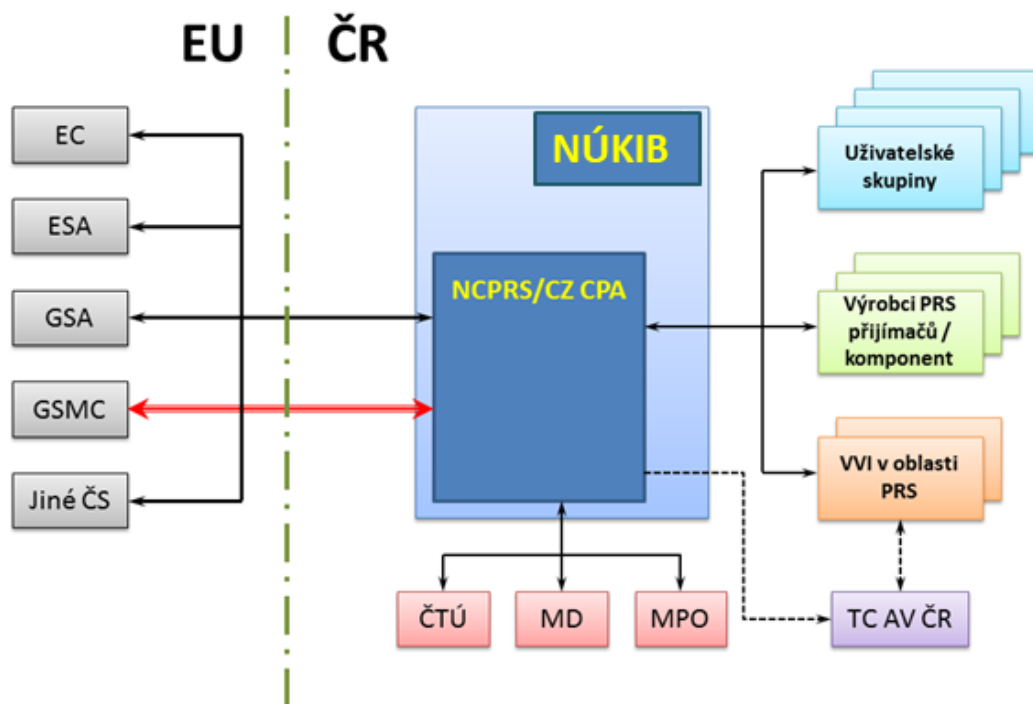 EU
ČR
EC
ESA
GSA
GSMC
Jiné ČS
NÚKIB
NCPRS/CZ CPA
ČTÚ
MD
MPO
Uživatelské
skupiny
Výrobci PRS
přijímačů /
komponent
VVI v oblasti
PRS
TC AV ČR